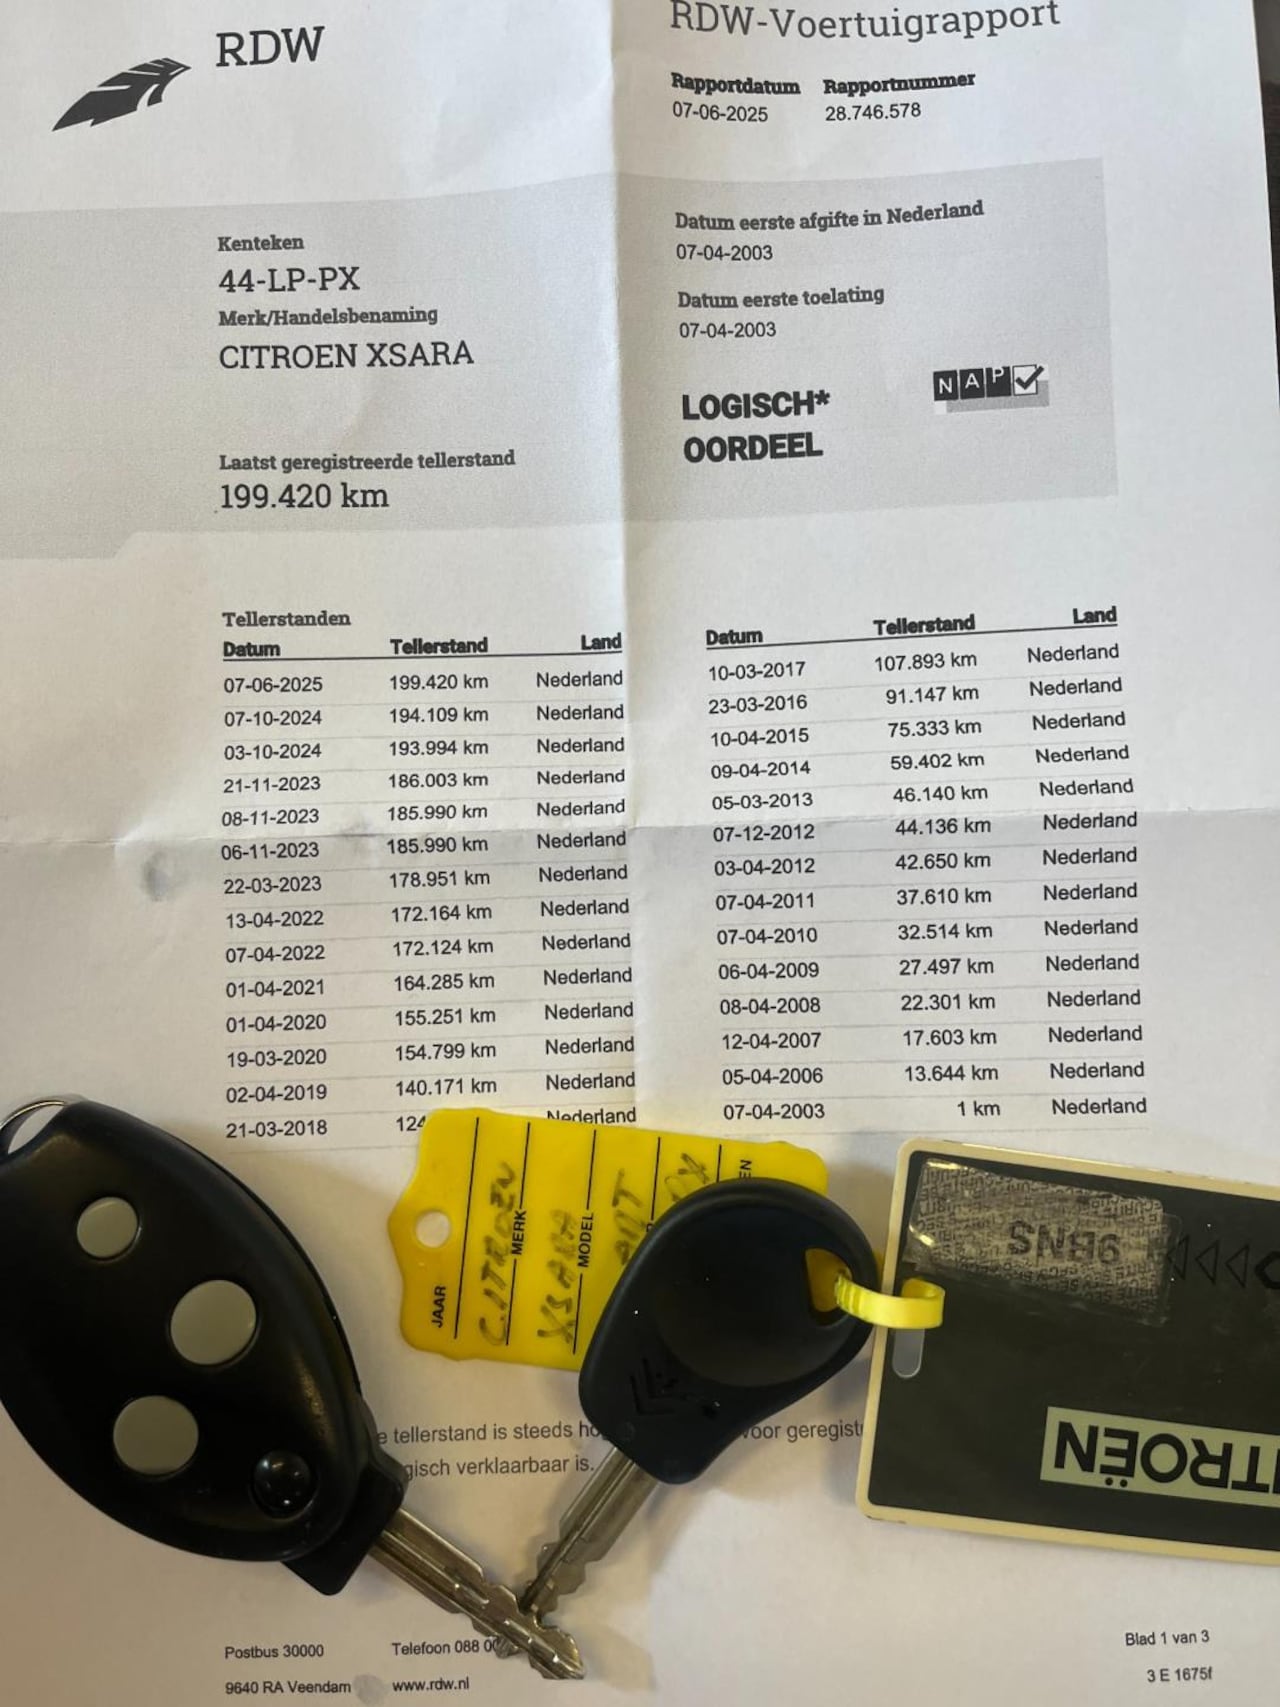 RDW
RDW-Voertuigrapport
Rapportdatum Rapportnummer
07-06-2025 28.746.578
Kenteken
44-LP-PX
Merk/Handelsbenaming
CITROEN XSARA
Laatst geregistreerde tellerstand
199.420 km
Datum eerste afgifte in Nederland
07-04-2003
Datum eerste toelating
07-04-2003
LOGISCH*
OORDEEL
NAP
Tellerstanden
Datum Tellerstand Land
07-06-2025 199.420 km Nederland
07-10-2024 194.109 km Nederland
03-10-2024 193.994 km Nederland
21-11-2023 186.003 km Nederland
08-11-2023 185.990 km Nederland
06-11-2023 185.990 km Nederland
22-03-2023 178.951 km Nederland
13-04-2022 172.164 km Nederland
07-04-2022 172.124 km Nederland
01-04-2021 164.285 km Nederland
01-04-2020 155.251 km Nederland
19-03-2020 154.799 km Nederland
02-04-2019 140.171 km Nederland
21-03-2018 124 Nederland
Datum Tellerstand Land
10-03-2017 107.893 km Nederland
23-03-2016 91.147 km Nederland
10-04-2015 75.333 km Nederland
09-04-2014 59.402 km Nederland
05-03-2013 46.140 km Nederland
07-12-2012 44.136 km Nederland
03-04-2012 42.650 km Nederland
07-04-2011 37.610 km Nederland
07-04-2010 32.514 km Nederland
06-04-2009 27.497 km Nederland
08-04-2008 22.301 km Nederland
12-04-2007 17.603 km Nederland
05-04-2006 13.644 km Nederland
07-04-2003 1 km Nederland
JAAR
CITROEN
MERK
XSARA
MODEL
PX
EN
9BNS
ITROËN
e tellerstand is steeds ho voor geregist
gisch verklaarbaar is.
Postbus 30000 Telefoon 088 00
9640 RA Veendam www.rdw.nl
Blad 1 van 3
3 E 1675f